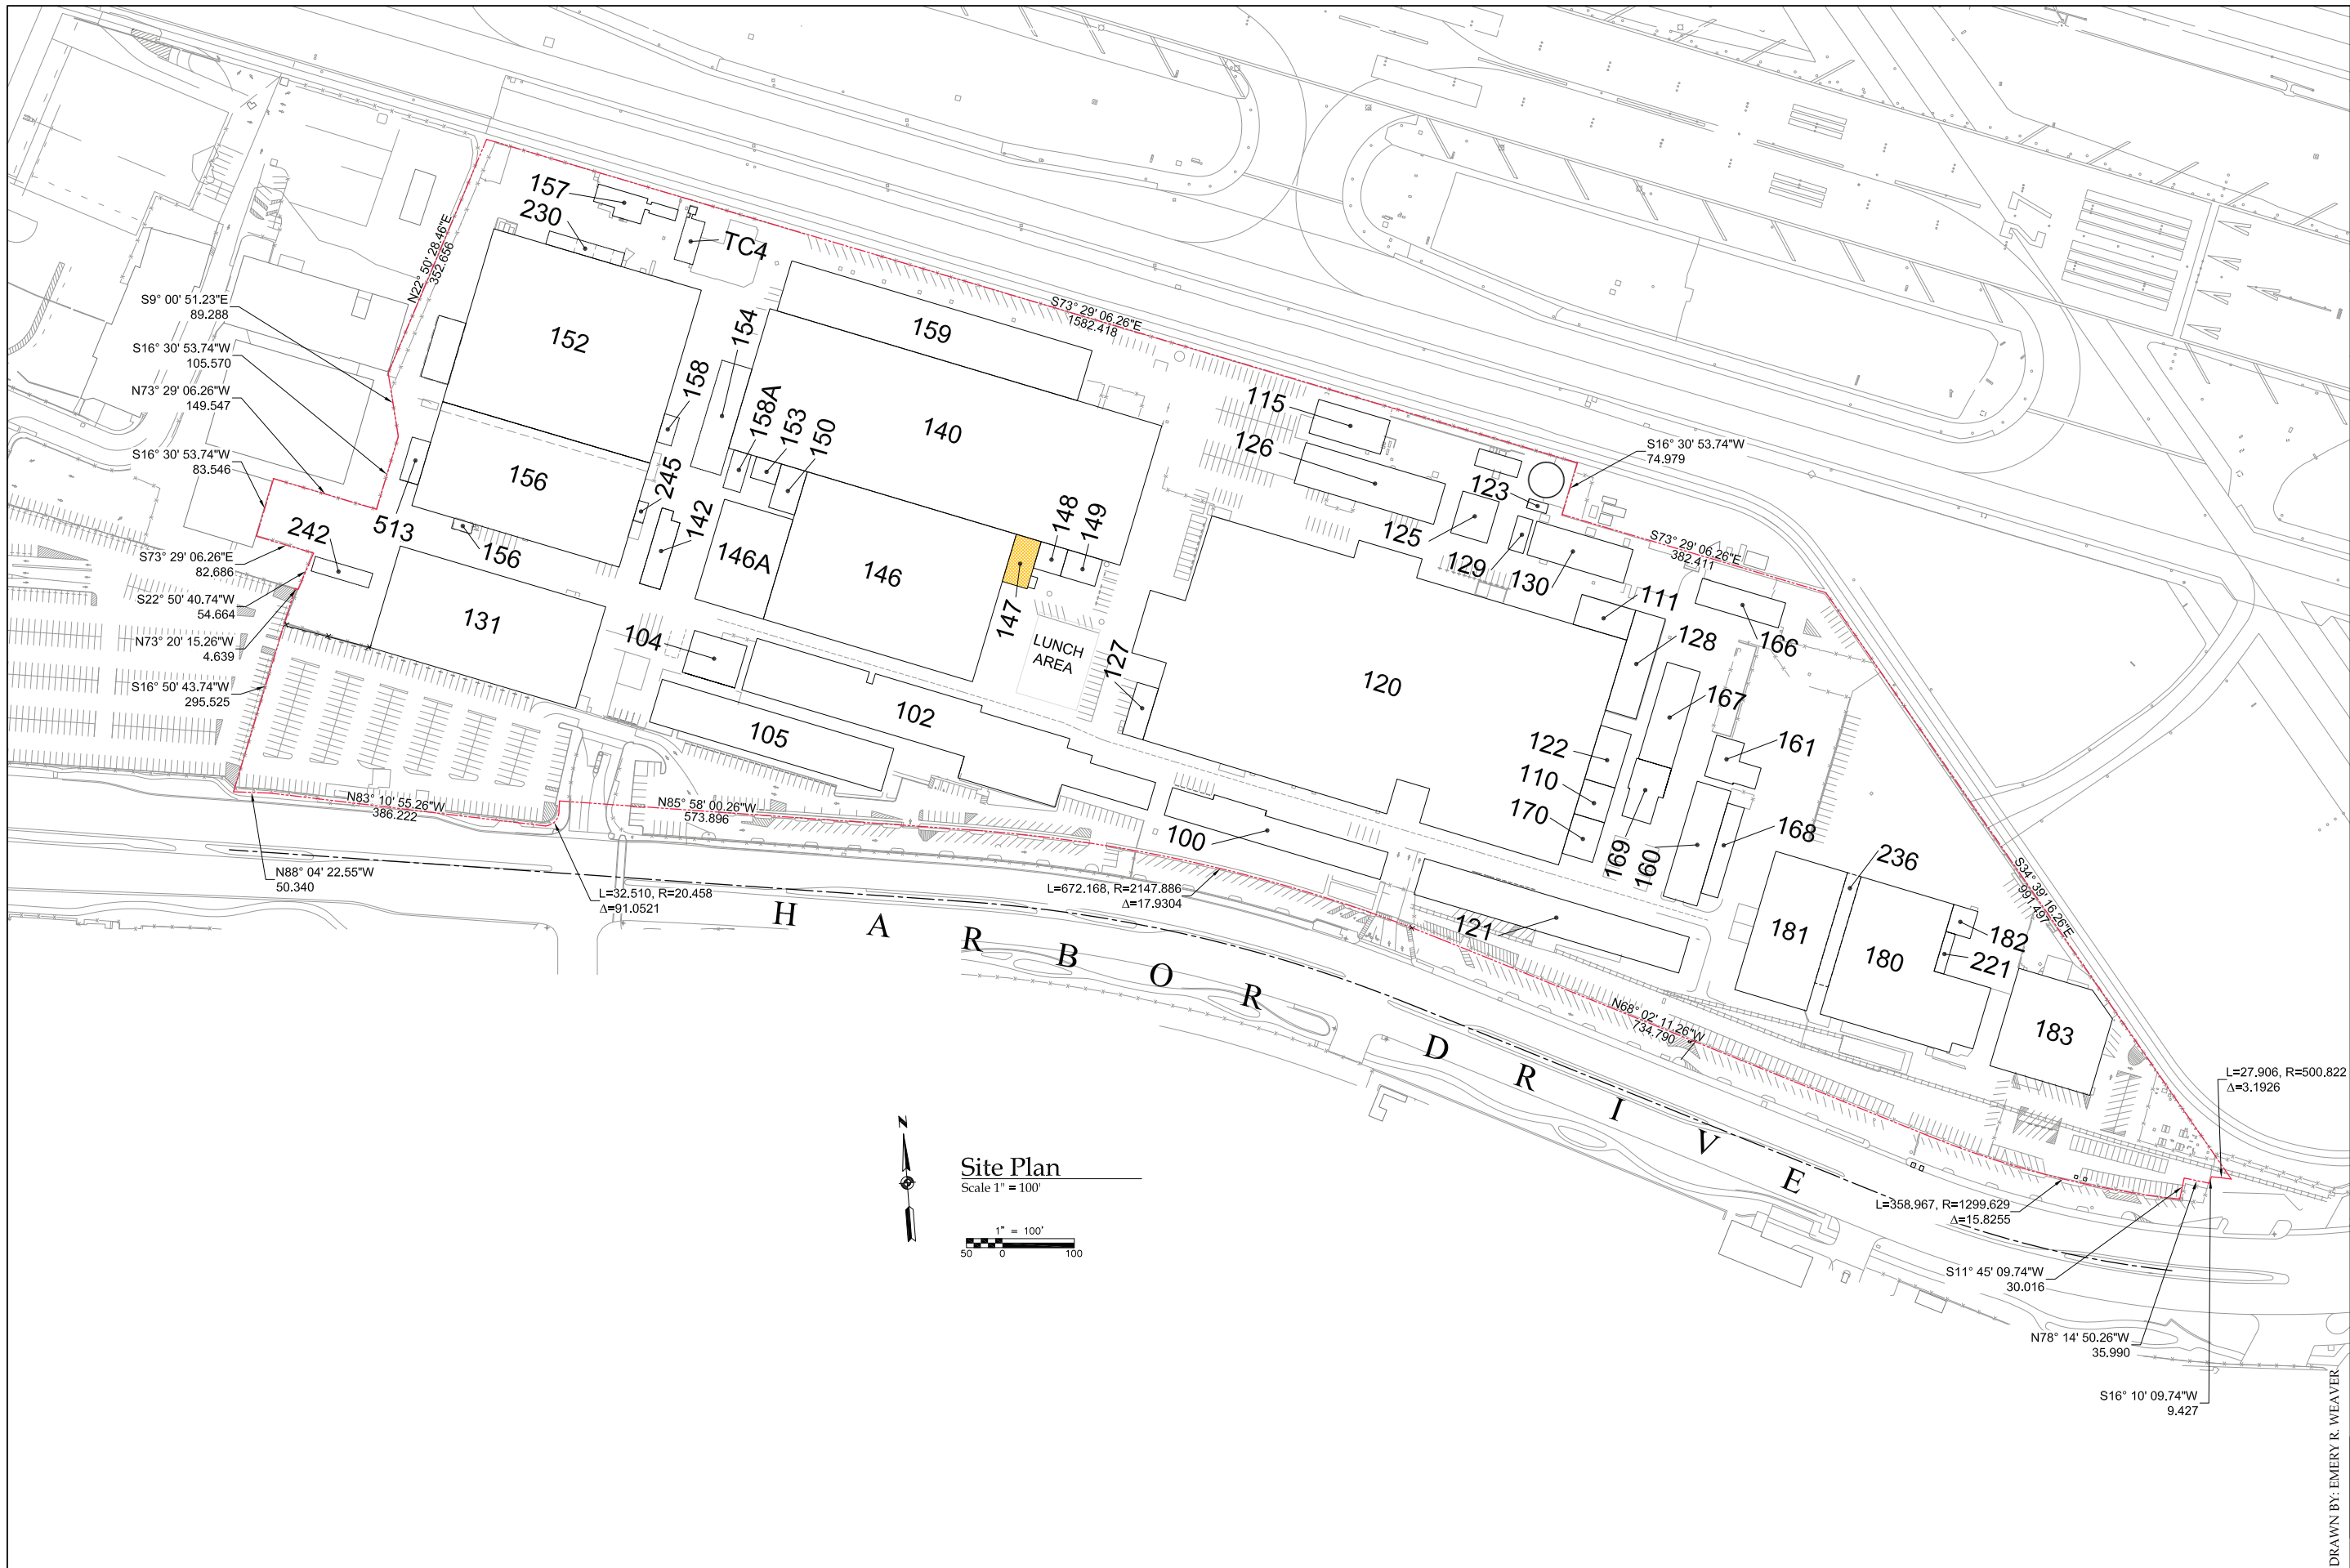 157
230
TC4
N22° 50' 28.46"E
352.656
S9° 00' 51.23"E
89.288
S16° 30' 53.74"W
105.570
N73° 29' 06.26"W
149.547
S16° 30' 53.74"W
83.546
S73° 29' 06.26"E
82.686
S22° 50' 40.74"W
54.664
N73° 20' 15.26"W
4.639
S16° 50' 43.74"W
295.525
S73° 29' 06.26"E
1582.418
152
154
159
158
158A
153
150
140
156
245
142
513
242
156
131
146A
146
148
149
147
LUNCH
AREA
104
105
102
127
115
126
S16° 30' 53.74"W
74.979
123
125
129
130
S73° 29' 06.26"E
382.411
111
128
166
120
167
122
161
110
170
169
160
168
100
121
236
181
180
182
221
183
S34° 39' 16.26"E
991.497
N83° 10' 55.26"W
386.222
N85° 58' 00.26"W
573.896
N88° 04' 22.55"W
50.340
L=32.510, R=20.458
Δ=91.0521
L=672.168, R=2147.886
Δ=17.9304
N68° 02' 11.26"W
734.790
HARBOR DRIVE
L=27.906, R=500.822
Δ=3.1926
L=358.967, R=1299.629
Δ=15.8255
S11° 45' 09.74"W
30.016
N78° 14' 50.26"W
35.990
S16° 10' 09.74"W
9.427
N
Site Plan
Scale 1" = 100'
1" = 100'
50 0 100
DRAWN BY: EMERY R. WEAVER